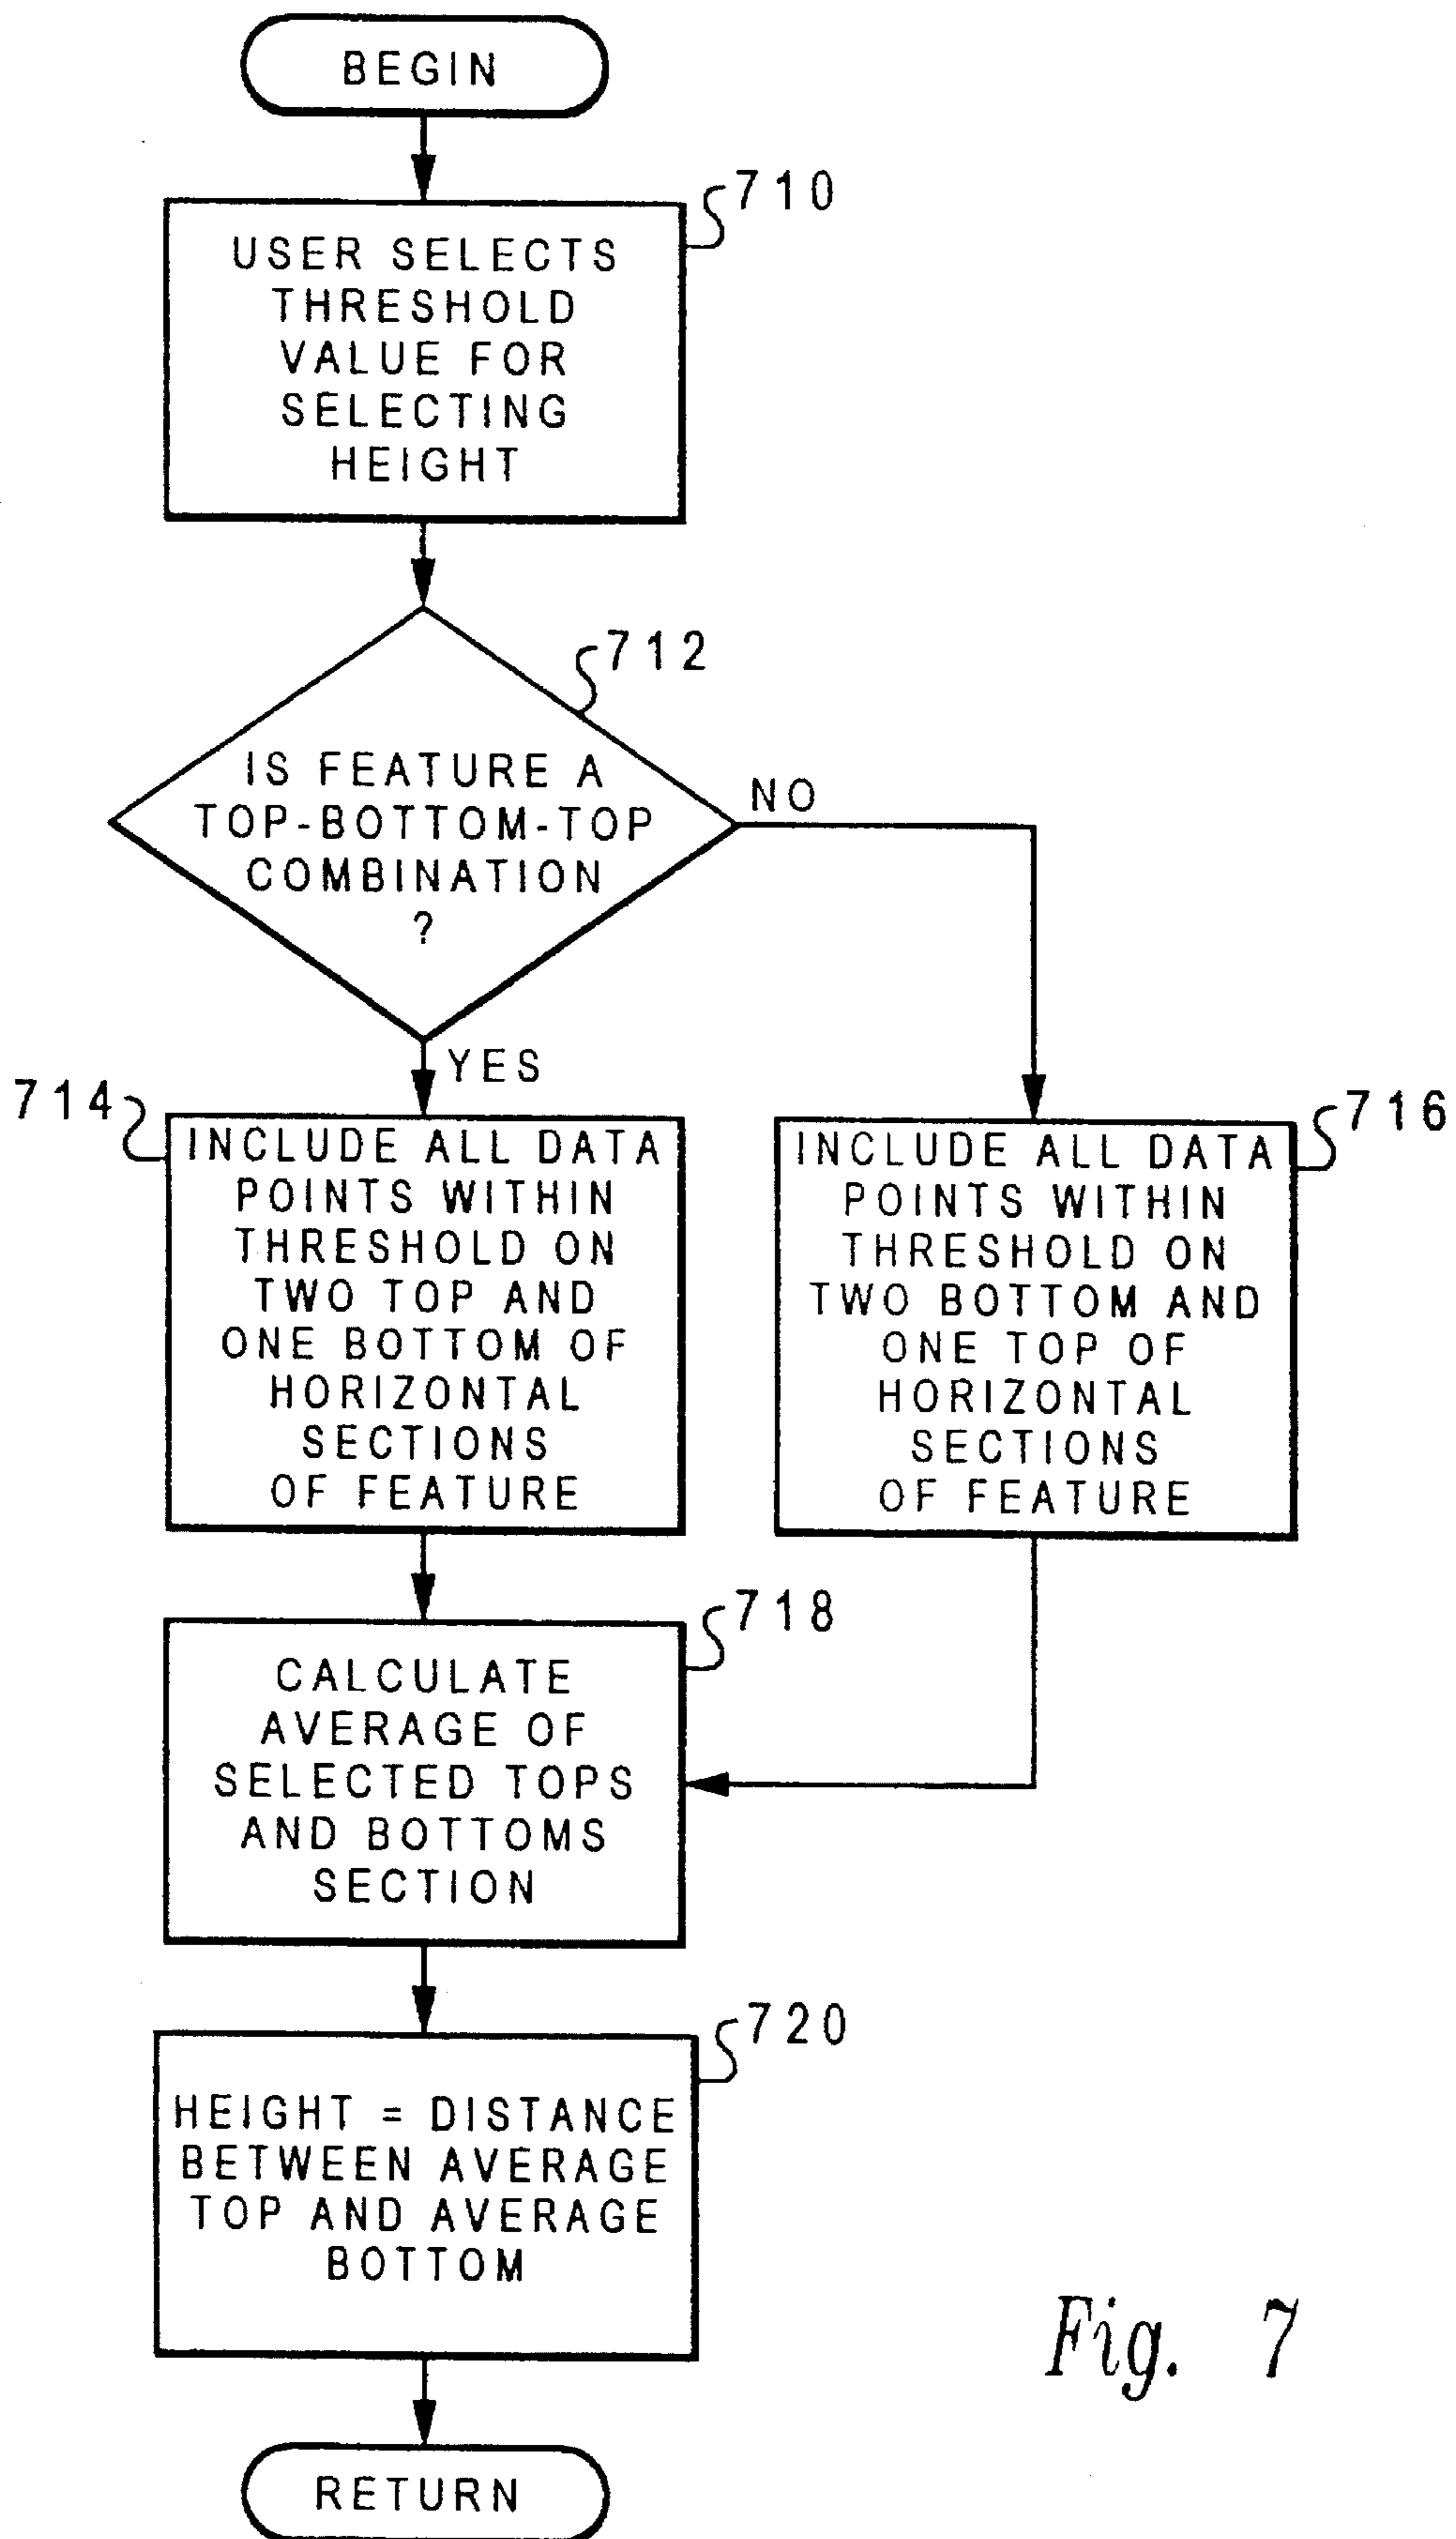 BEGIN
710
USER SELECTS
THRESHOLD
VALUE FOR
SELECTING
HEIGHT
712
IS FEATURE A
TOP-BOTTOM-TOP
COMBINATION
?
NO
YES
714
INCLUDE ALL DATA
POINTS WITHIN
THRESHOLD ON
TWO TOP AND
ONE BOTTOM OF
HORIZONTAL
SECTIONS
OF FEATURE
716
INCLUDE ALL DATA
POINTS WITHIN
THRESHOLD ON
TWO BOTTOM AND
ONE TOP OF
HORIZONTAL
SECTIONS
OF FEATURE
718
CALCULATE
AVERAGE OF
SELECTED TOPS
AND BOTTOMS
SECTION
720
HEIGHT = DISTANCE
BETWEEN AVERAGE
TOP AND AVERAGE
BOTTOM
RETURN
Fig. 7